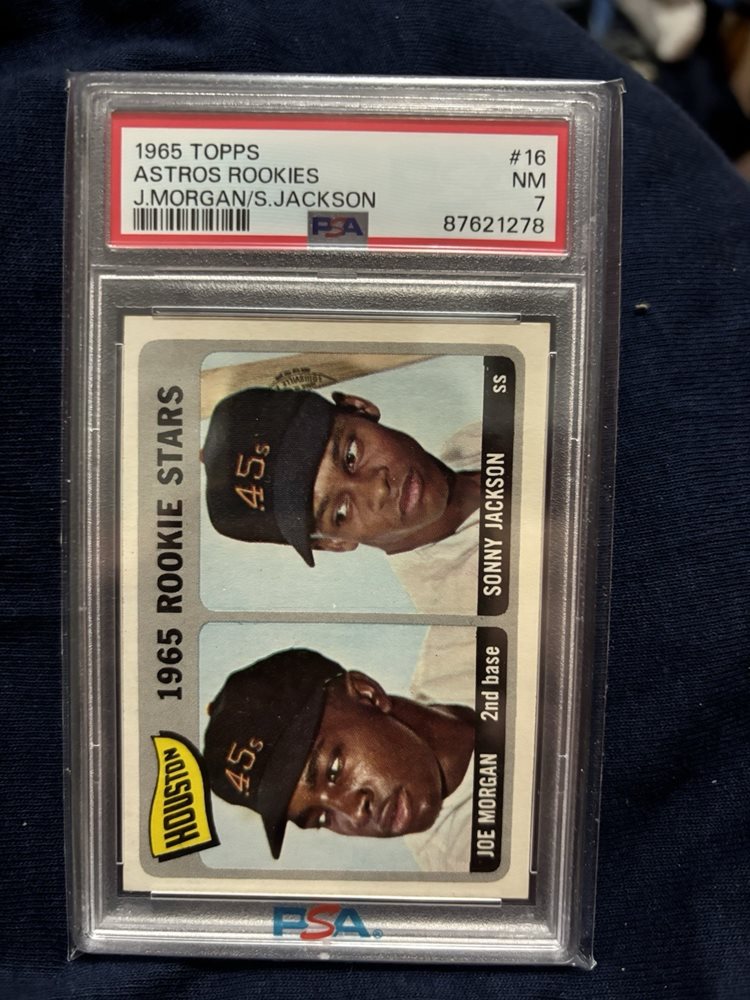 1965 TOPPS #16
ASTROS ROOKIES NM
J.MORGAN/S.JACKSON 7
PSA 87621278
HOUSTON 1965 ROOKIE STARS
45s 45s
JOE MORGAN 2nd base SONNY JACKSON SS
PSA